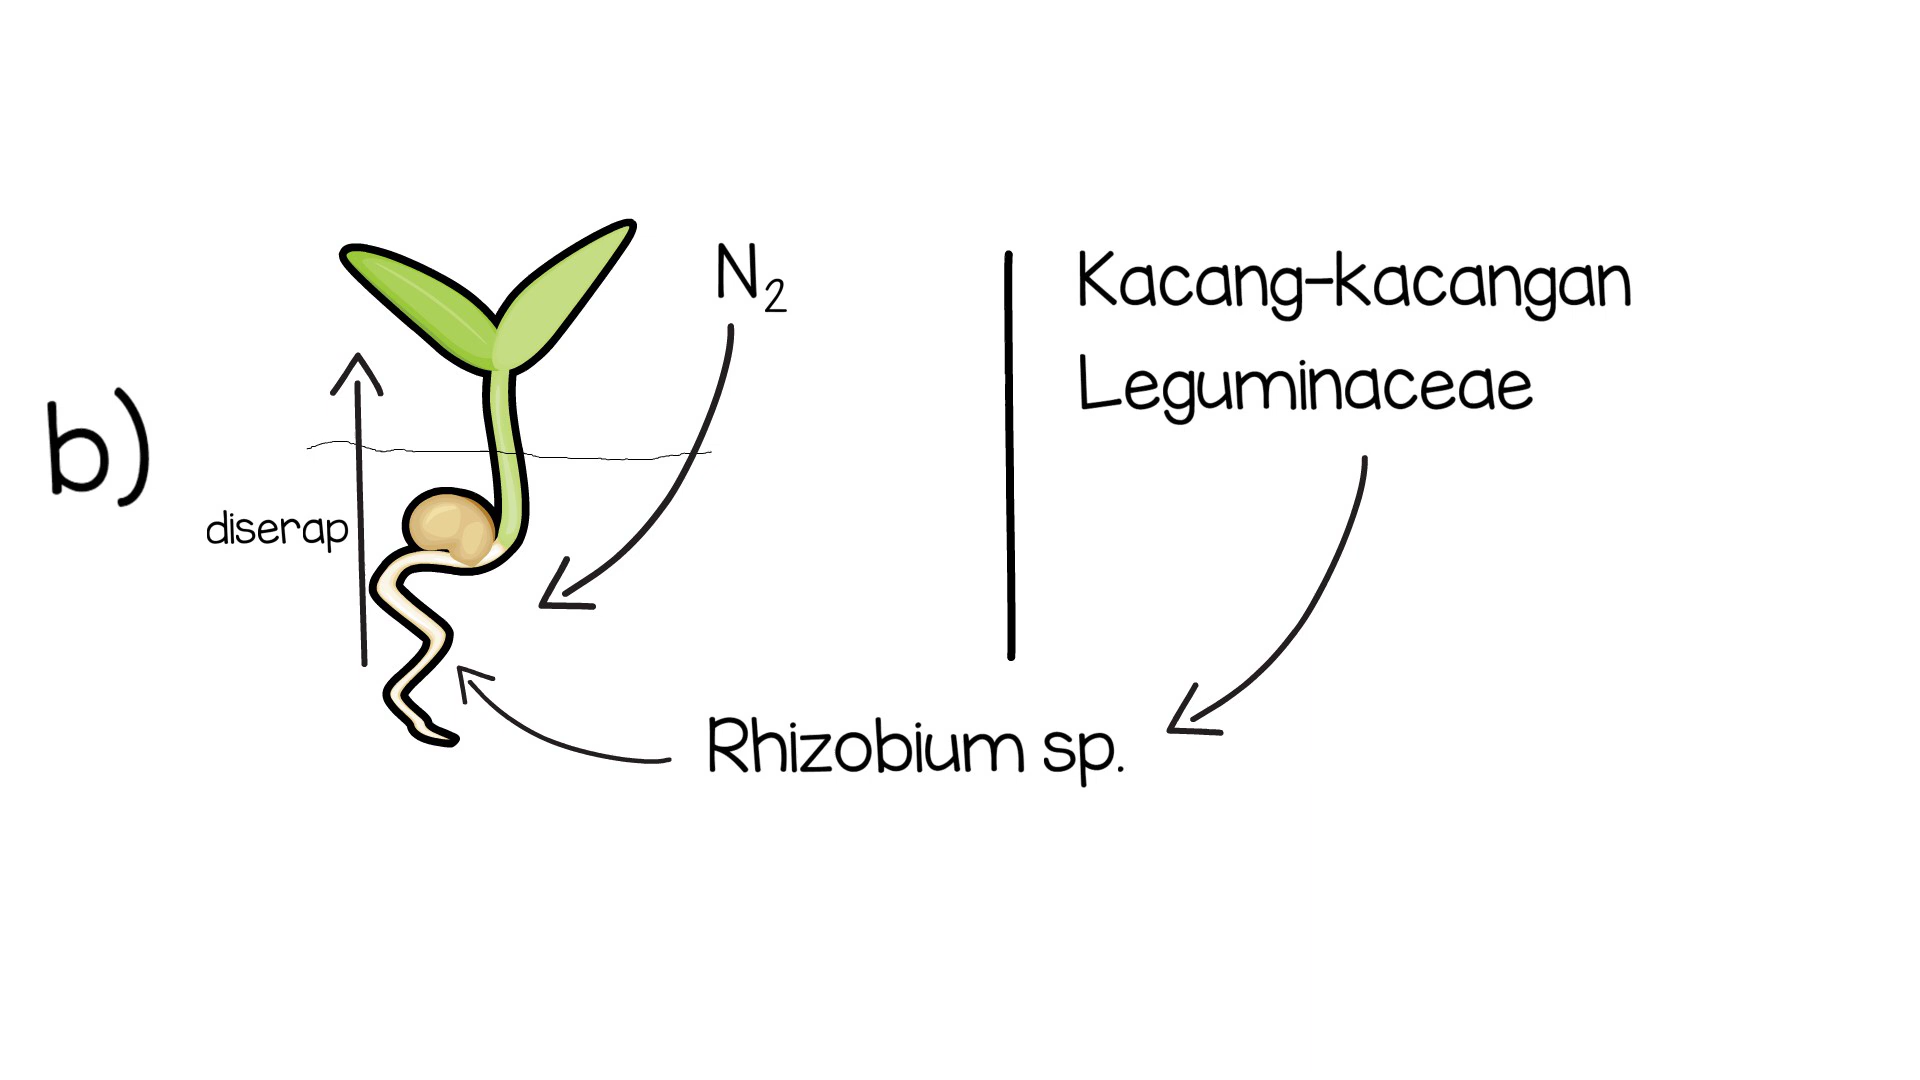 b)
diserap
N₂
Kacang-kacangan
Leguminaceae
Rhizobium sp.